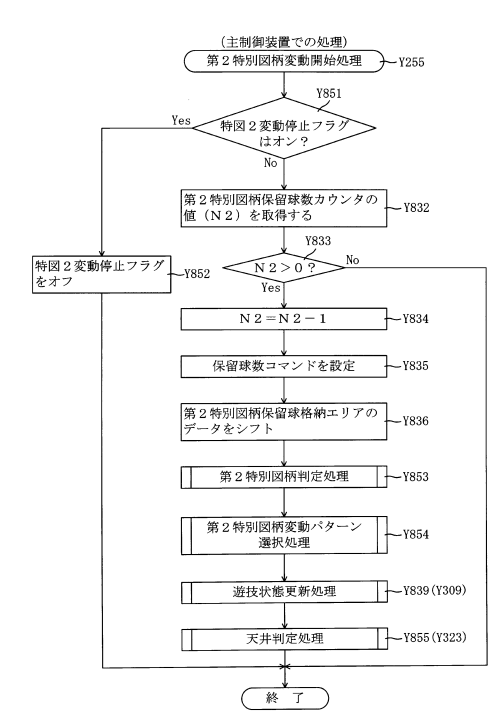 (主制御装置での処理)
第2特別図柄変動開始処理
Y255
Y851
Yes
特図2変動停止フラグ
はオン?
No
第2特別図柄保留球数カウンタの
値(N2)を取得する
Y832
Y833
特図2変動停止フラグ
をオフ
Y852
N2>0?
No
Yes
N2=N2-1
Y834
保留球数コマンドを設定
Y835
第2特別図柄保留球格納エリアの
データをシフト
Y836
第2特別図柄判定処理
Y853
第2特別図柄変動パターン
選択処理
Y854
遊技状態更新処理
Y839(Y309)
天井判定処理
Y855(Y323)
終 了